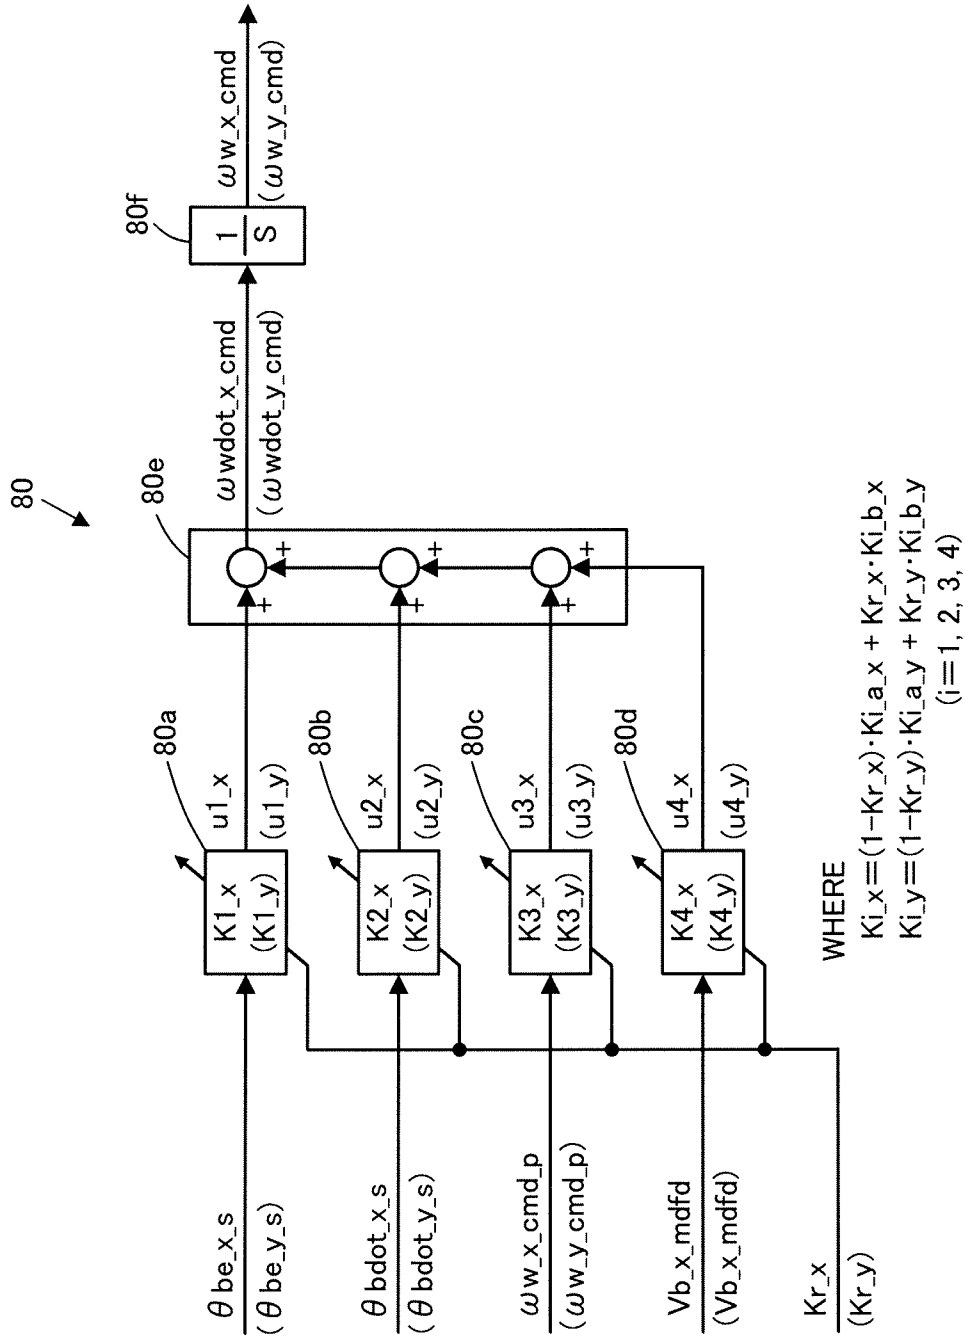 80
θbe_x_s
(θbe_y_s)
K1_x
(K1_y)
80a
u1_x
(u1_y)
θbdot_x_s
(θbdot_y_s)
K2_x
(K2_y)
80b
u2_x
(u2_y)
ωw_x_cmd_p
(ωw_y_cmd_p)
K3_x
(K3_y)
80c
u3_x
(u3_y)
Vb_x_mdfd
(Vb_x_mdfd)
K4_x
(K4_y)
80d
u4_x
(u4_y)
Kr_x
(Kr_y)
80e
+
+
+
+
+
+
ωwdot_x_cmd
(ωwdot_y_cmd)
80f
1
S
ωw_x_cmd
(ωw_y_cmd)
WHERE
Ki_x=(1-Kr_x)·Ki_a_x + Kr_x·Ki_b_x
Ki_y=(1-Kr_y)·Ki_a_y + Kr_y·Ki_b_y
(i=1, 2, 3, 4)